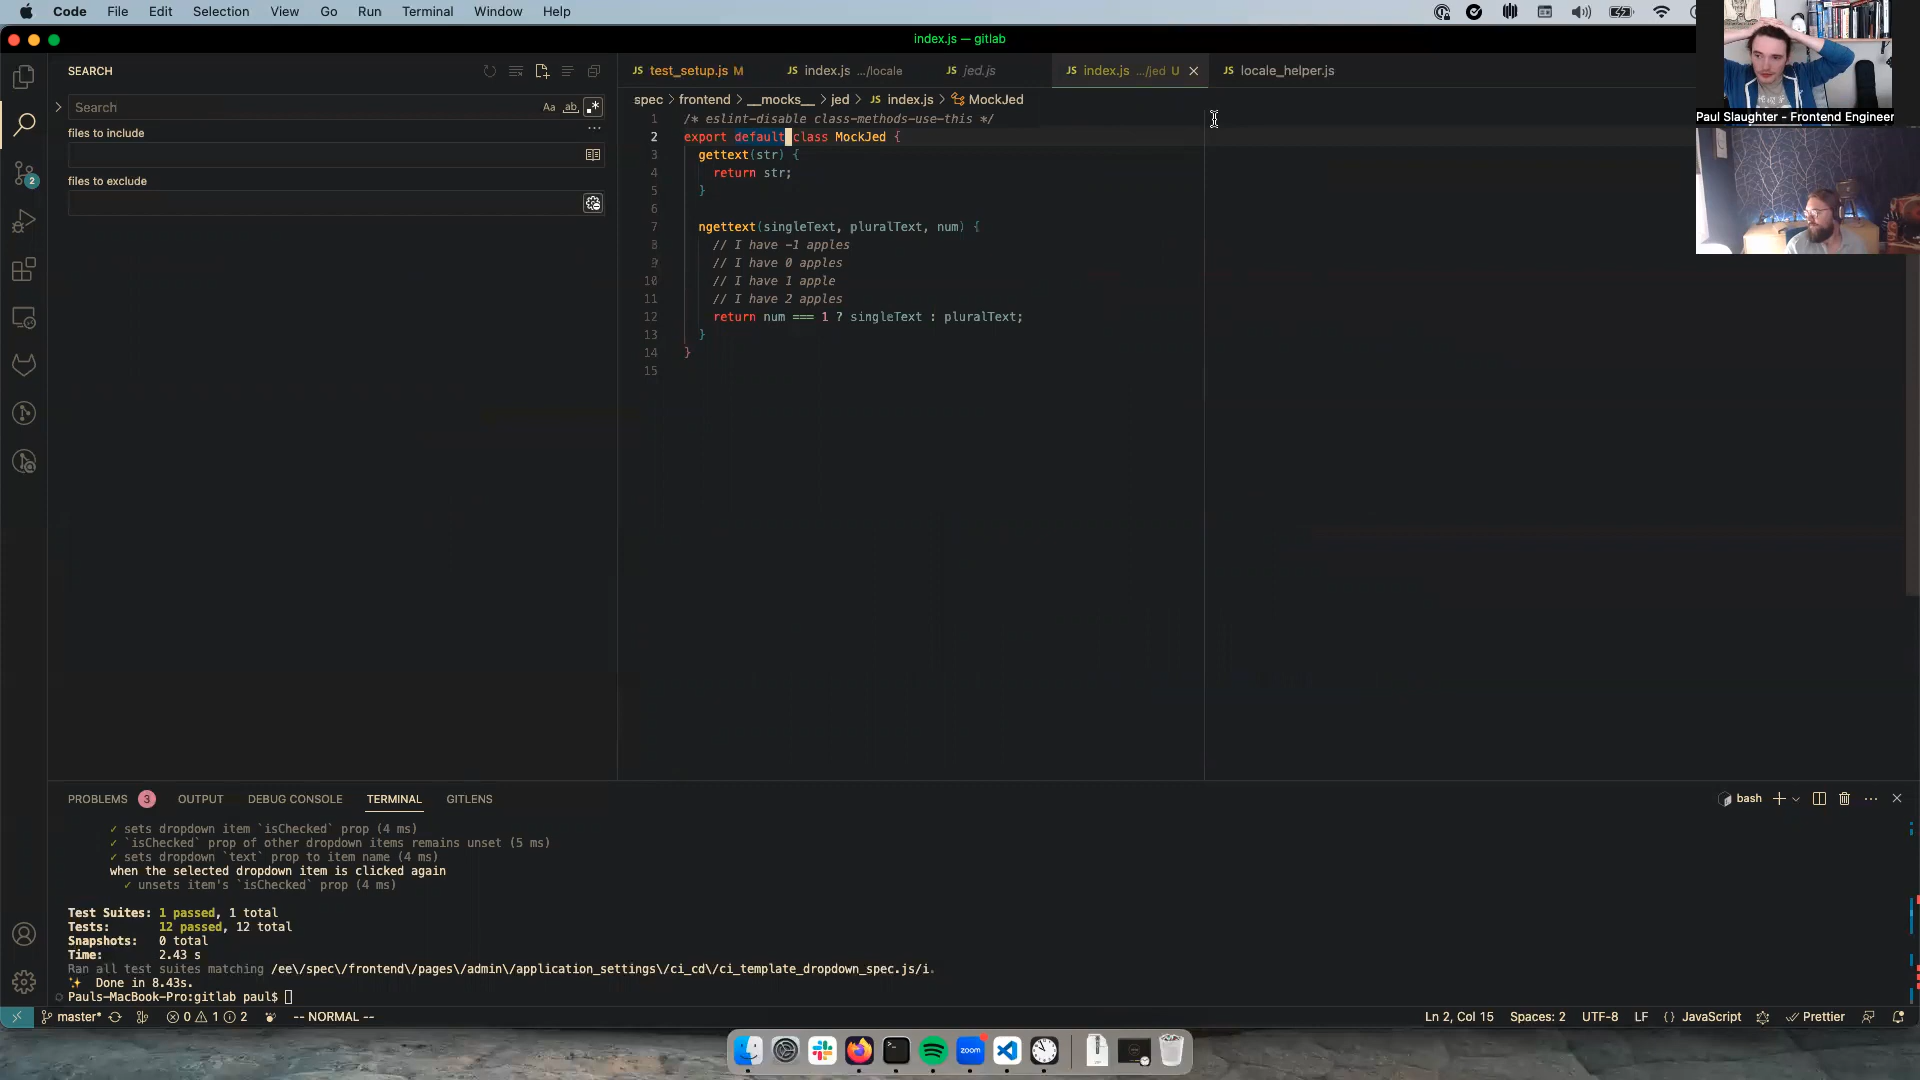 Code File Edit Selection View Go Run Terminal Window Help
index.js — gitlab
Paul Slaughter - Frontend Engineer
SEARCH
test_setup.js M
index.js .../locale
jed.js
index.js .../jed U
locale_helper.js
Search
Aa ab
files to include
files to exclude
spec > frontend > __mocks__ > jed > JS index.js > MockJed
1 /* eslint-disable class-methods-use-this */
2 export default class MockJed {
3 gettext(str) {
4 return str;
5 }
6
7 ngettext(singleText, pluralText, num) {
8 // I have -1 apples
9 // I have 0 apples
10 // I have 1 apple
11 // I have 2 apples
12 return num === 1 ? singleText : pluralText;
13 }
14 }
15
2
PROBLEMS 3 OUTPUT DEBUG CONSOLE TERMINAL GITLENS
bash
✓ sets dropdown item `isChecked` prop (4 ms)
✓ `isChecked` prop of other dropdown items remains unset (5 ms)
✓ sets dropdown `text` prop to item name (4 ms)
when the selected dropdown item is clicked again
✓ unsets item's `isChecked` prop (4 ms)
Test Suites: 1 passed, 1 total
Tests: 12 passed, 12 total
Snapshots: 0 total
Time: 2.43 s
Ran all test suites matching /ee\/spec\/frontend\/pages\/admin\/application_settings\/ci_cd\/ci_template_dropdown_spec.js/i.
✨ Done in 8.43s.
Pauls-MacBook-Pro:gitlab paul$
master* 0 1 2 -- NORMAL --
Ln 2, Col 15 Spaces: 2 UTF-8 LF {} JavaScript Prettier
zoom